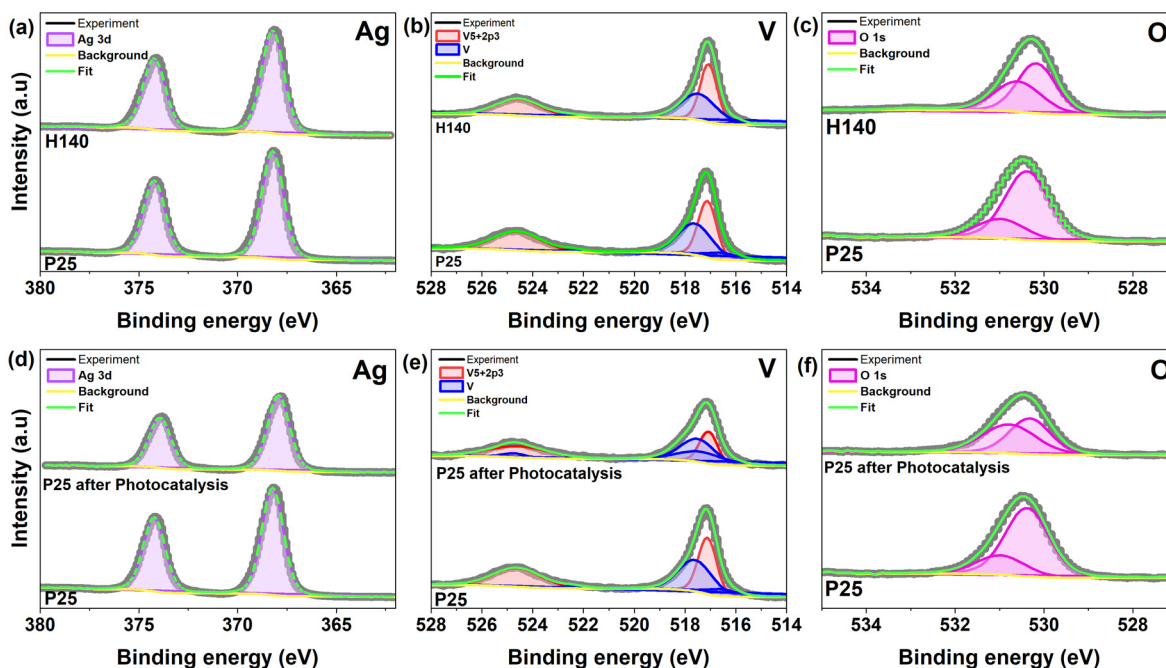 (a)
Experiment
Ag 3d
Background
Fit
Ag
H140
P25
Intensity (a.u)
380 375 370 365
Binding energy (eV)
(b)
Experiment
V5+2p3
V
Background
Fit
V
H140
P25
528 526 524 522 520 518 516 514
Binding energy (eV)
(c)
Experiment
O 1s
Background
Fit
O
H140
P25
534 532 530 528
Binding energy (eV)
(d)
Experiment
Ag 3d
Background
Fit
Ag
P25 after Photocatalysis
P25
Intensity (a.u)
380 375 370 365
Binding energy (eV)
(e)
Experiment
V5+2p3
V
Background
Fit
V
P25 after Photocatalysis
P25
528 526 524 522 520 518 516 514
Binding energy (eV)
(f)
Experiment
O 1s
Background
Fit
O
P25 after Photocatalysis
P25
534 532 530 528
Binding energy (eV)